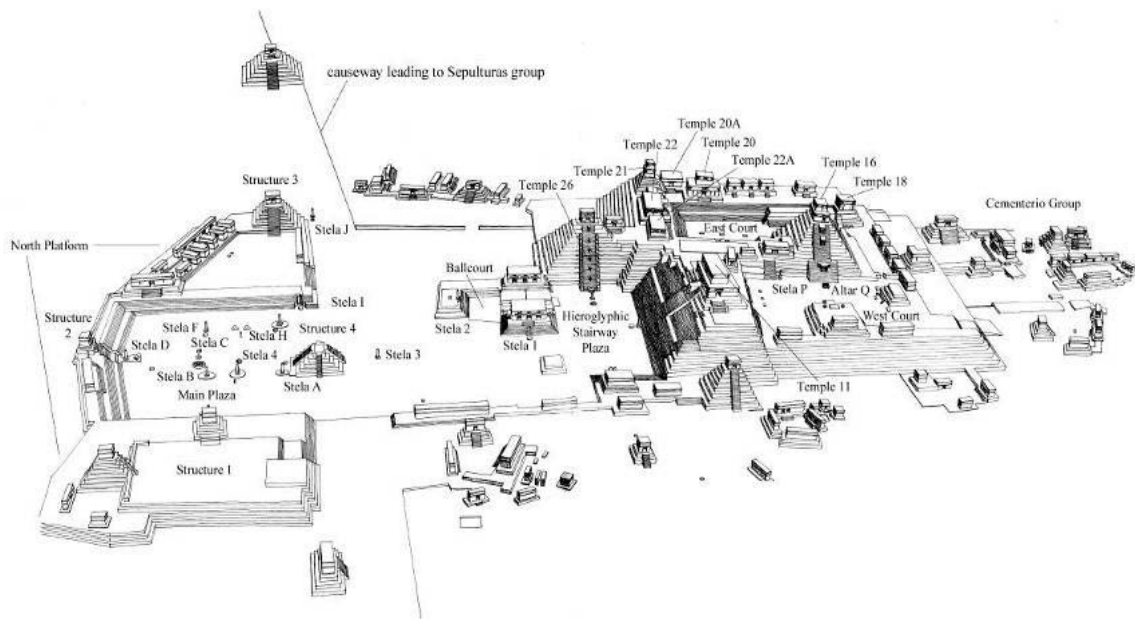 causeway leading to Sepulturas group
Temple 20A
Temple 20
Temple 22
Temple 22A
Temple 21
Temple 16
Temple 18
Temple 26
Structure 3
Cementerio Group
Stela J
East Court
North Platform
Ballcourt
Stela I
Stela P
Altar Q
Structure
2
Stela F
Stela H
Structure 4
Stela 2
Hieroglyphic
Stairway
Plaza
West Court
Stela D
Stela C
Stela 4
Stela 3
Stela 1
Stela B
Stela A
Temple 11
Main Plaza
Structure 1